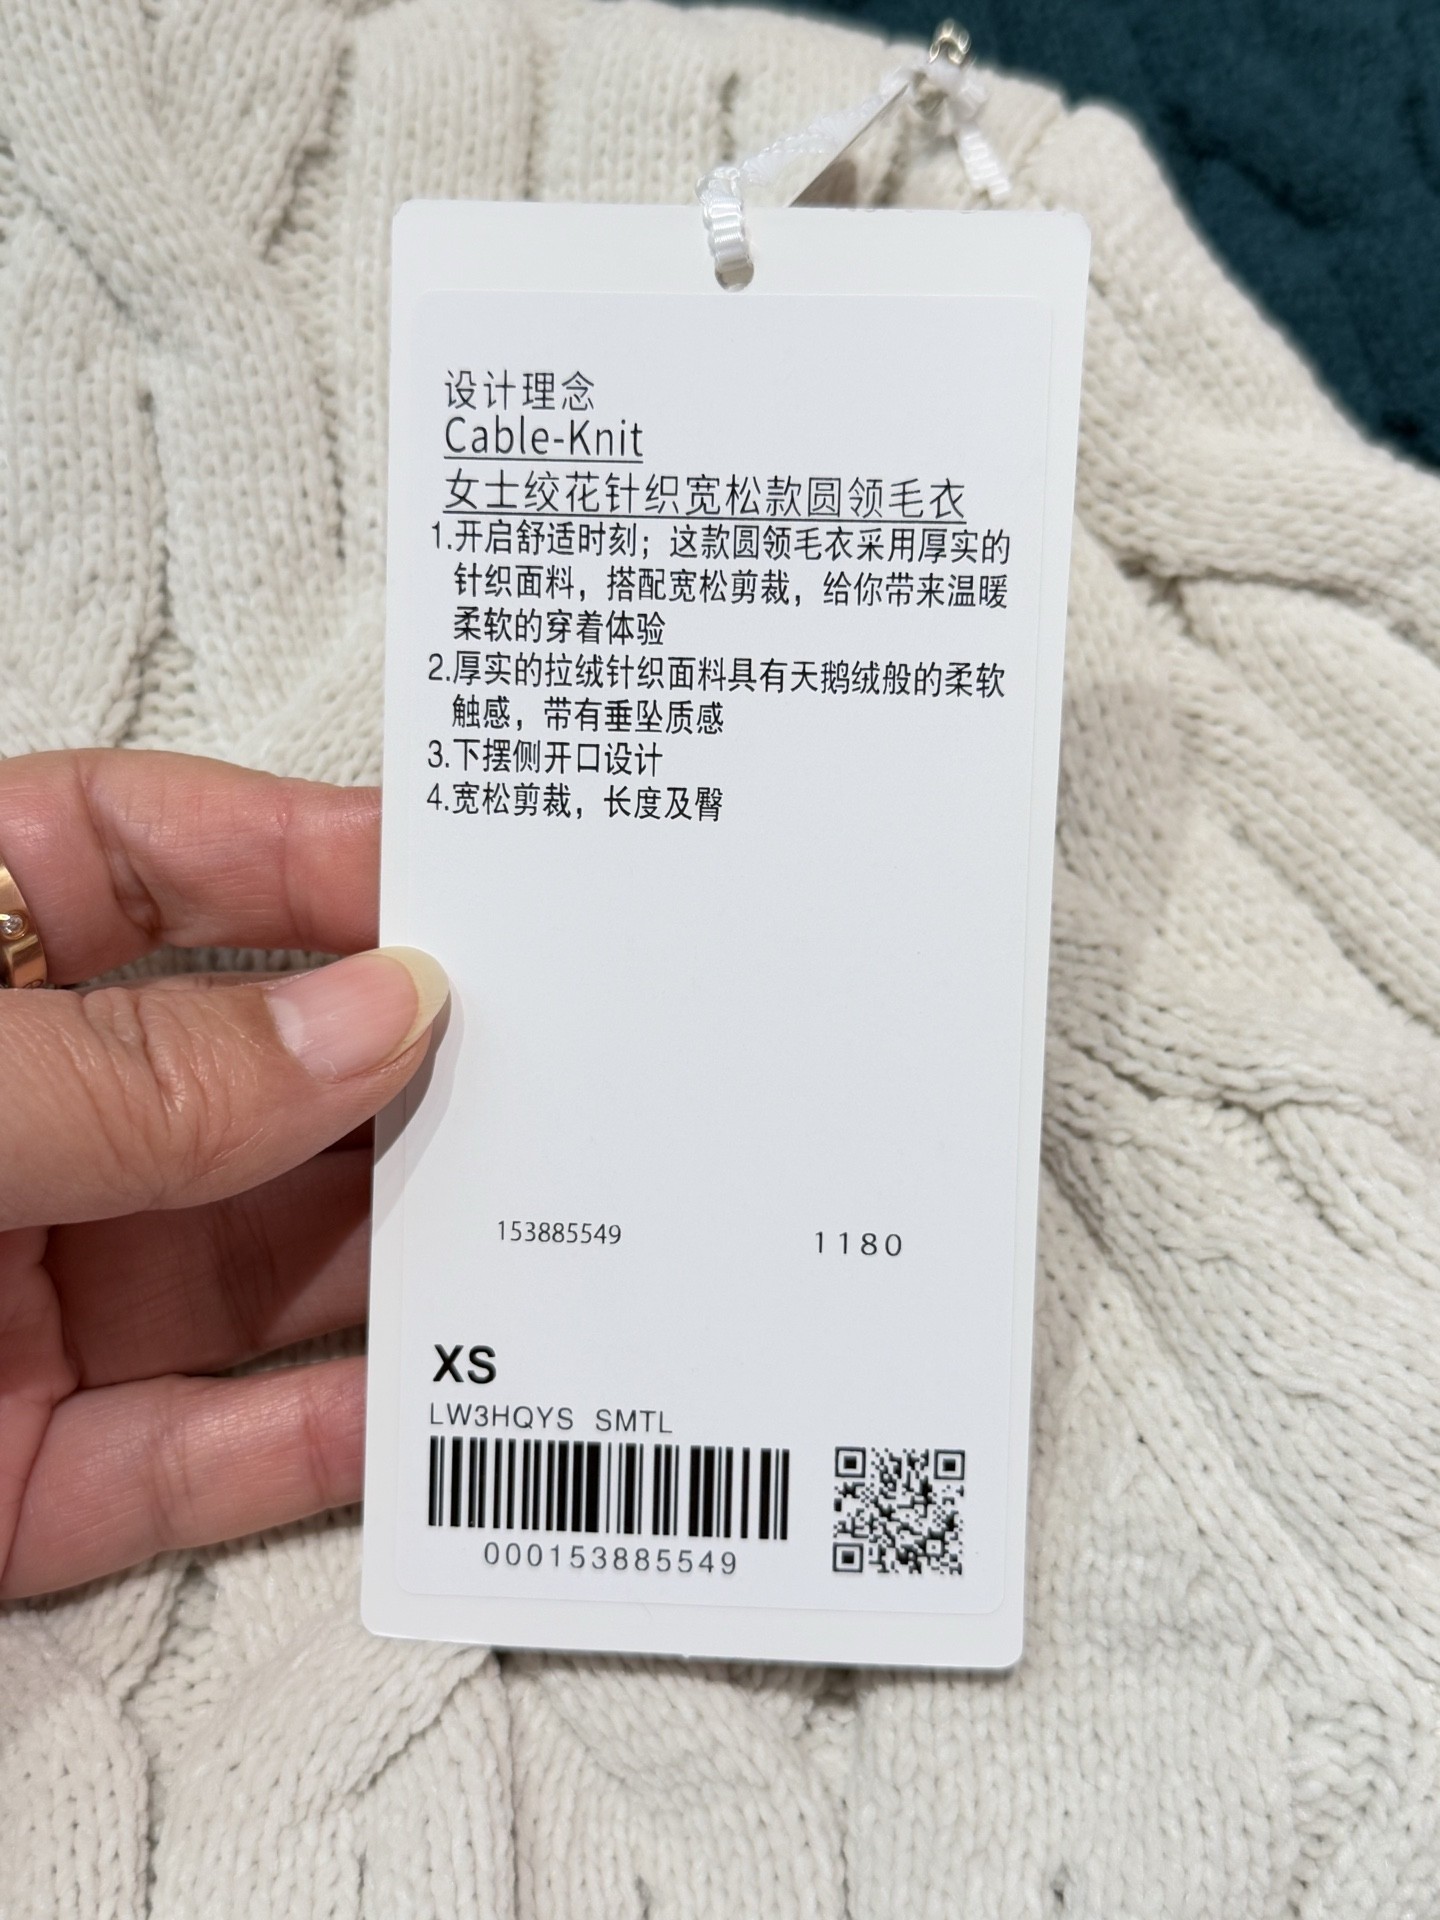 设计理念
Cable-Knit
女士绞花针织宽松款圆领毛衣
1.开启舒适时刻；这款圆领毛衣采用厚实的
针织面料，搭配宽松剪裁，给你带来温暖
柔软的穿着体验
2.厚实的拉绒针织面料具有天鹅绒般的柔软
触感，带有垂坠质感
3.下摆侧开口设计
4.宽松剪裁，长度及臀
153885549 1180
XS
LW3HQYS SMTL
000153885549